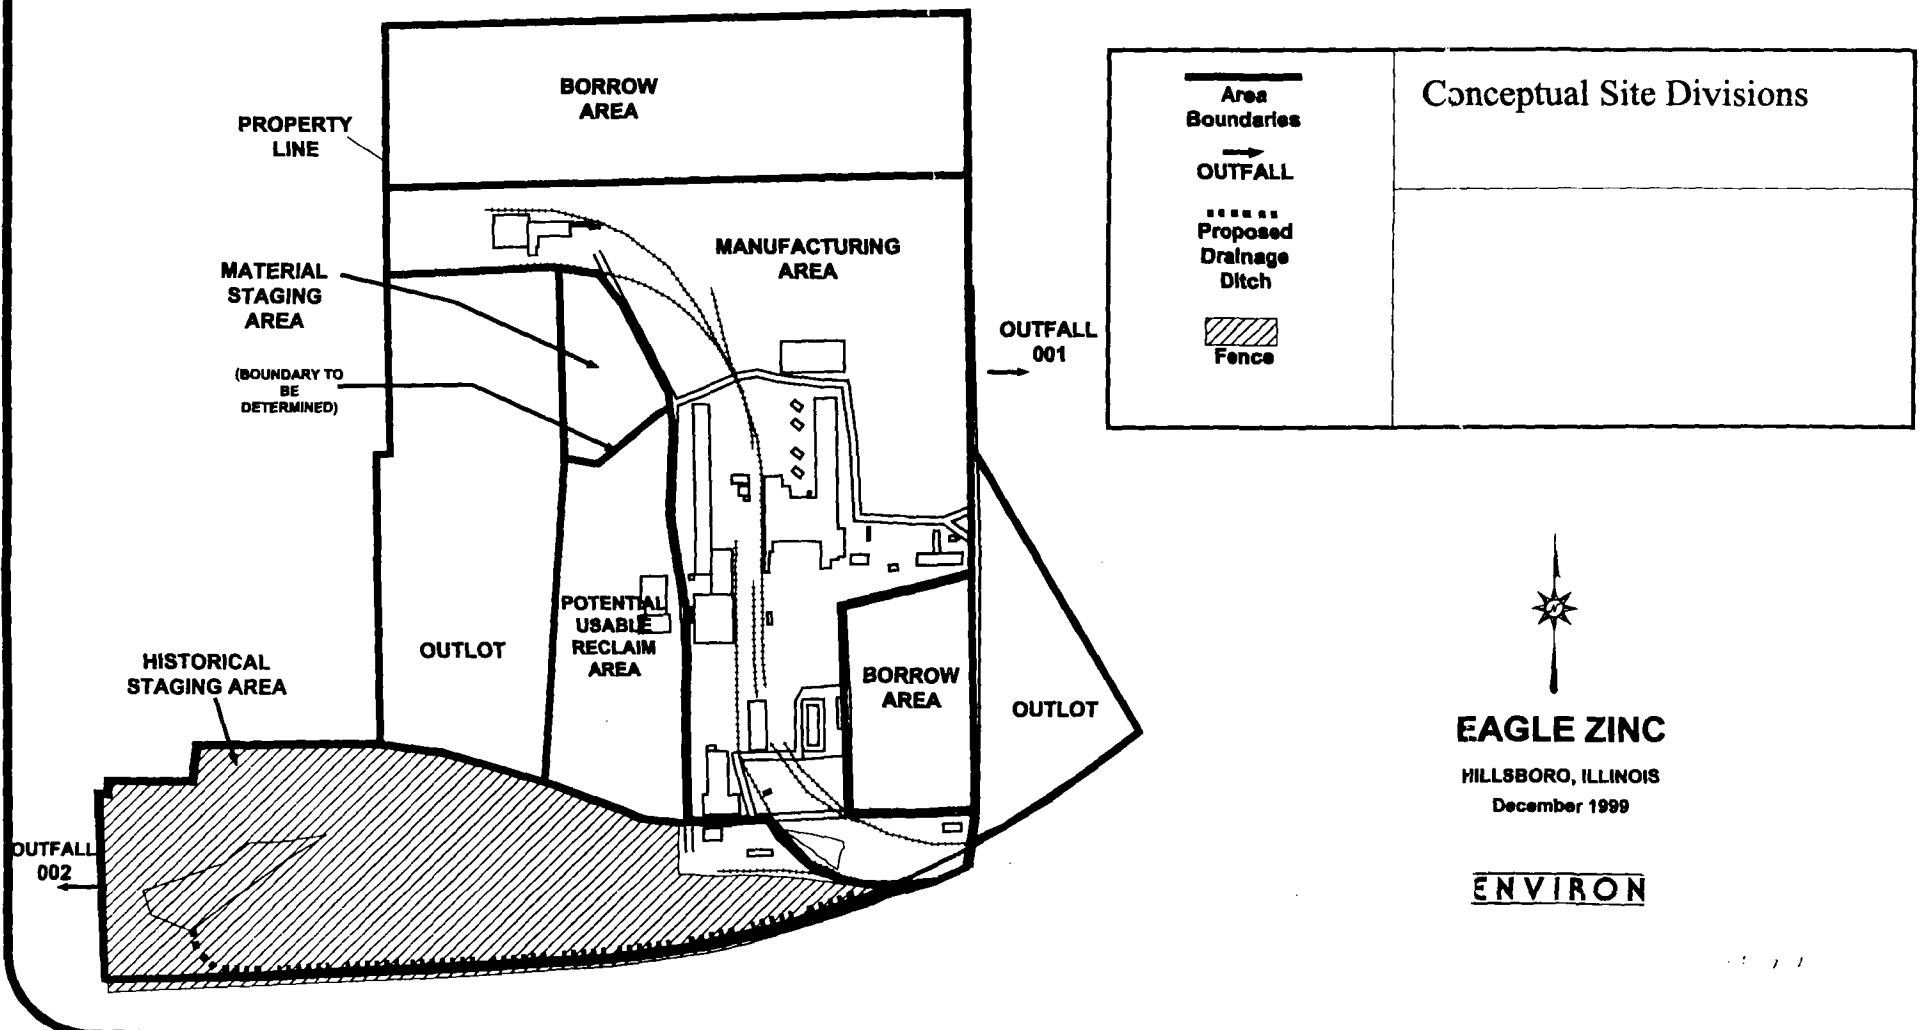 BORROW
AREA
PROPERTY
LINE
MANUFACTURING
AREA
MATERIAL
STAGING
AREA
(BOUNDARY TO
BE
DETERMINED)
OUTFALL
001
POTENTIAL
USABLE
RECLAIM
AREA
OUTLOT
HISTORICAL
STAGING AREA
BORROW
AREA
OUTLOT
OUTFALL
002
Area
Boundaries
OUTFALL
Proposed
Drainage
Ditch
Fence
Conceptual Site Divisions
N
EAGLE ZINC
HILLSBORO, ILLINOIS
December 1999
ENVIRON